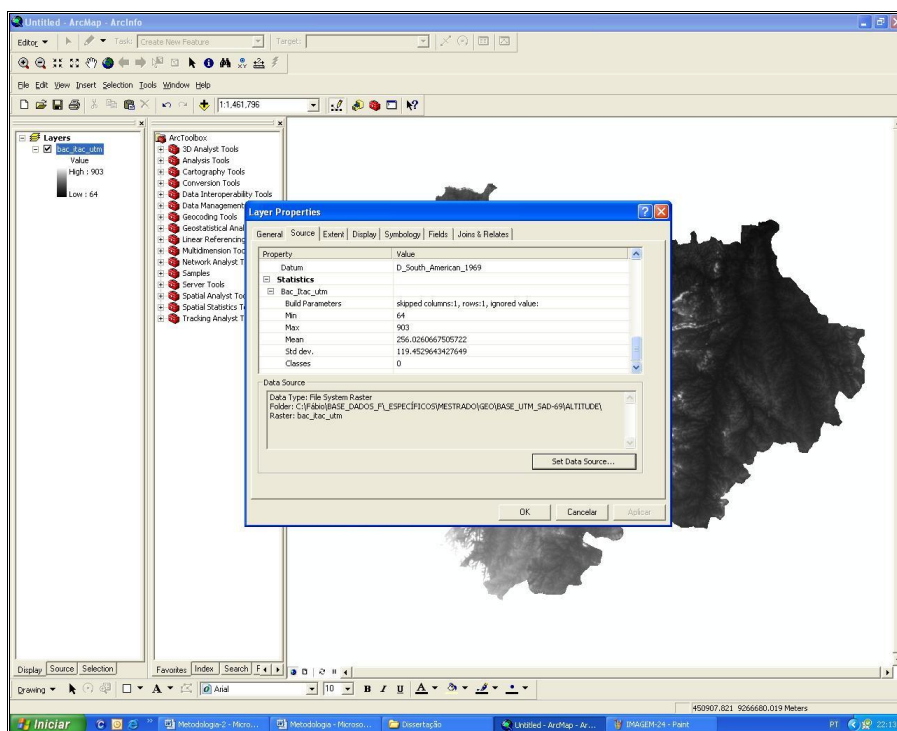 Untitled - ArcMap - ArcInfo
Editor Task: Create New Feature Target:
File Edit View Insert Selection Tools Window Help
1:1,461,796
Layers
bac_itac_utm
Value
High : 903
Low : 64
ArcToolbox
3D Analyst Tools
Analysis Tools
Cartography Tools
Conversion Tools
Data Interoperability Tools
Data Management
Geocoding Tools
Geostatistical Anal
Linear Referencing
Multidimension Too
Network Analyst T
Samples
Server Tools
Spatial Analyst To
Spatial Statistics T
Tracking Analyst T
Layer Properties
General Source Extent Display Symbology Fields Joins & Relates
Property Value
Datum D_South_American_1969
Statistics
Bac_Itac_utm
Build Parameters skipped columns:1, rows:1, ignored value:
Min 64
Max 903
Mean 256.0260667505722
Std dev. 119.4529643427649
Classes 0
Data Source
Data Type: File System Raster
Folder: C:\Fábio\BASE_DADOS_F\_ESPECÍFICOS\MESTRADO\GEO\BASE_UTM_SAD-69\ALTITUDE\
Raster: bac_itac_utm
Set Data Source...
OK Cancelar Aplicar
Display Source Selection
Favorites Index Search F
Drawing Arial 10 B I U A
450907.821 9266680.019 Meters
Iniciar Metodologia-2 - Micro... Metodologia - Microso... Dissertação Untitled - ArcMap - Ar... IMAGEM-24 - Paint PT 22:13